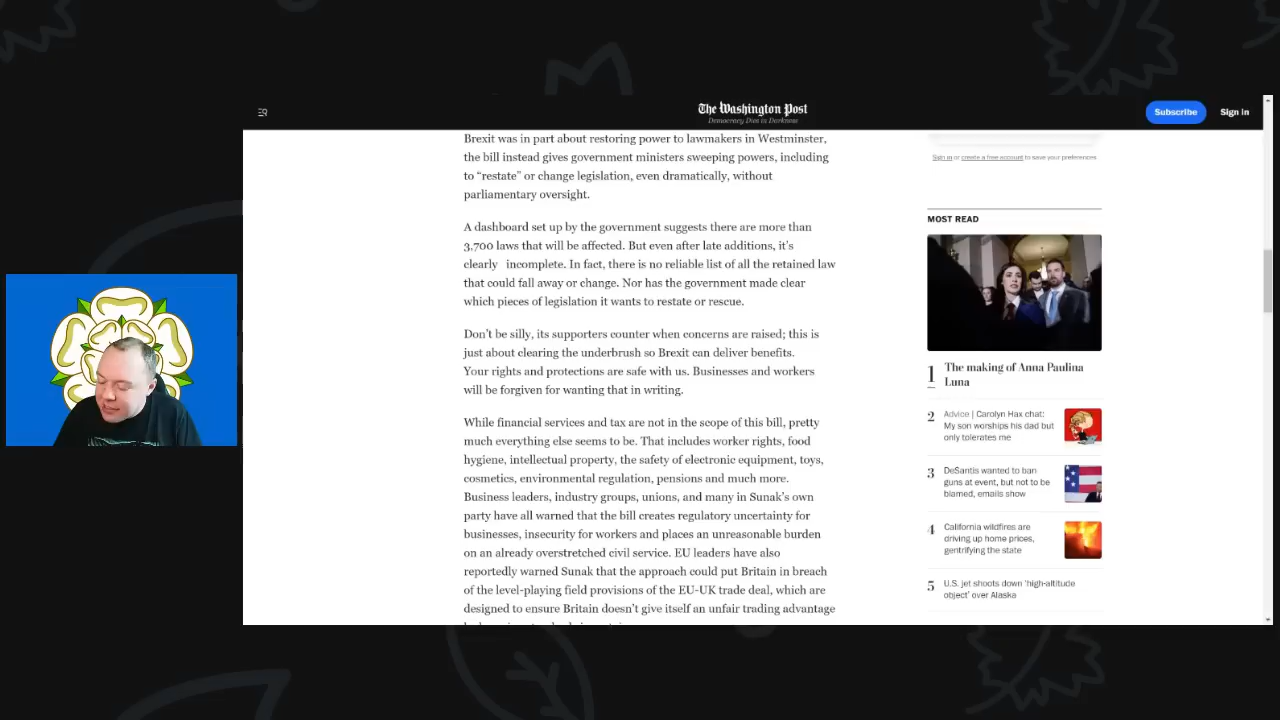 The Washington Post
Democracy Dies in Darkness
Subscribe
Sign in
Brexit was in part about restoring power to lawmakers in Westminster,
the bill instead gives government ministers sweeping powers, including
to “restate” or change legislation, even dramatically, without
parliamentary oversight.
A dashboard set up by the government suggests there are more than
3,700 laws that will be affected. But even after late additions, it’s
clearly incomplete. In fact, there is no reliable list of all the retained law
that could fall away or change. Nor has the government made clear
which pieces of legislation it wants to restate or rescue.
Don’t be silly, its supporters counter when concerns are raised; this is
just about clearing the underbrush so Brexit can deliver benefits.
Your rights and protections are safe with us. Businesses and workers
will be forgiven for wanting that in writing.
While financial services and tax are not in the scope of this bill, pretty
much everything else seems to be. That includes worker rights, food
hygiene, intellectual property, the safety of electronic equipment, toys,
cosmetics, environmental regulation, pensions and much more.
Business leaders, industry groups, unions, and many in Sunak’s own
party have all warned that the bill creates regulatory uncertainty for
businesses, insecurity for workers and places an unreasonable burden
on an already overstretched civil service. EU leaders have also
reportedly warned Sunak that the approach could put Britain in breach
of the level-playing field provisions of the EU-UK trade deal, which are
designed to ensure Britain doesn’t give itself an unfair trading advantage
Sign in or create a free account to save your preferences
MOST READ
1 The making of Anna Paulina
Luna
2 Advice | Carolyn Hax chat:
My son worships his dad but
only tolerates me
3 DeSantis wanted to ban
guns at event, but not to be
blamed, emails show
4 California wildfires are
driving up home prices,
gentrifying the state
5 U.S. jet shoots down ‘high-altitude
object’ over Alaska